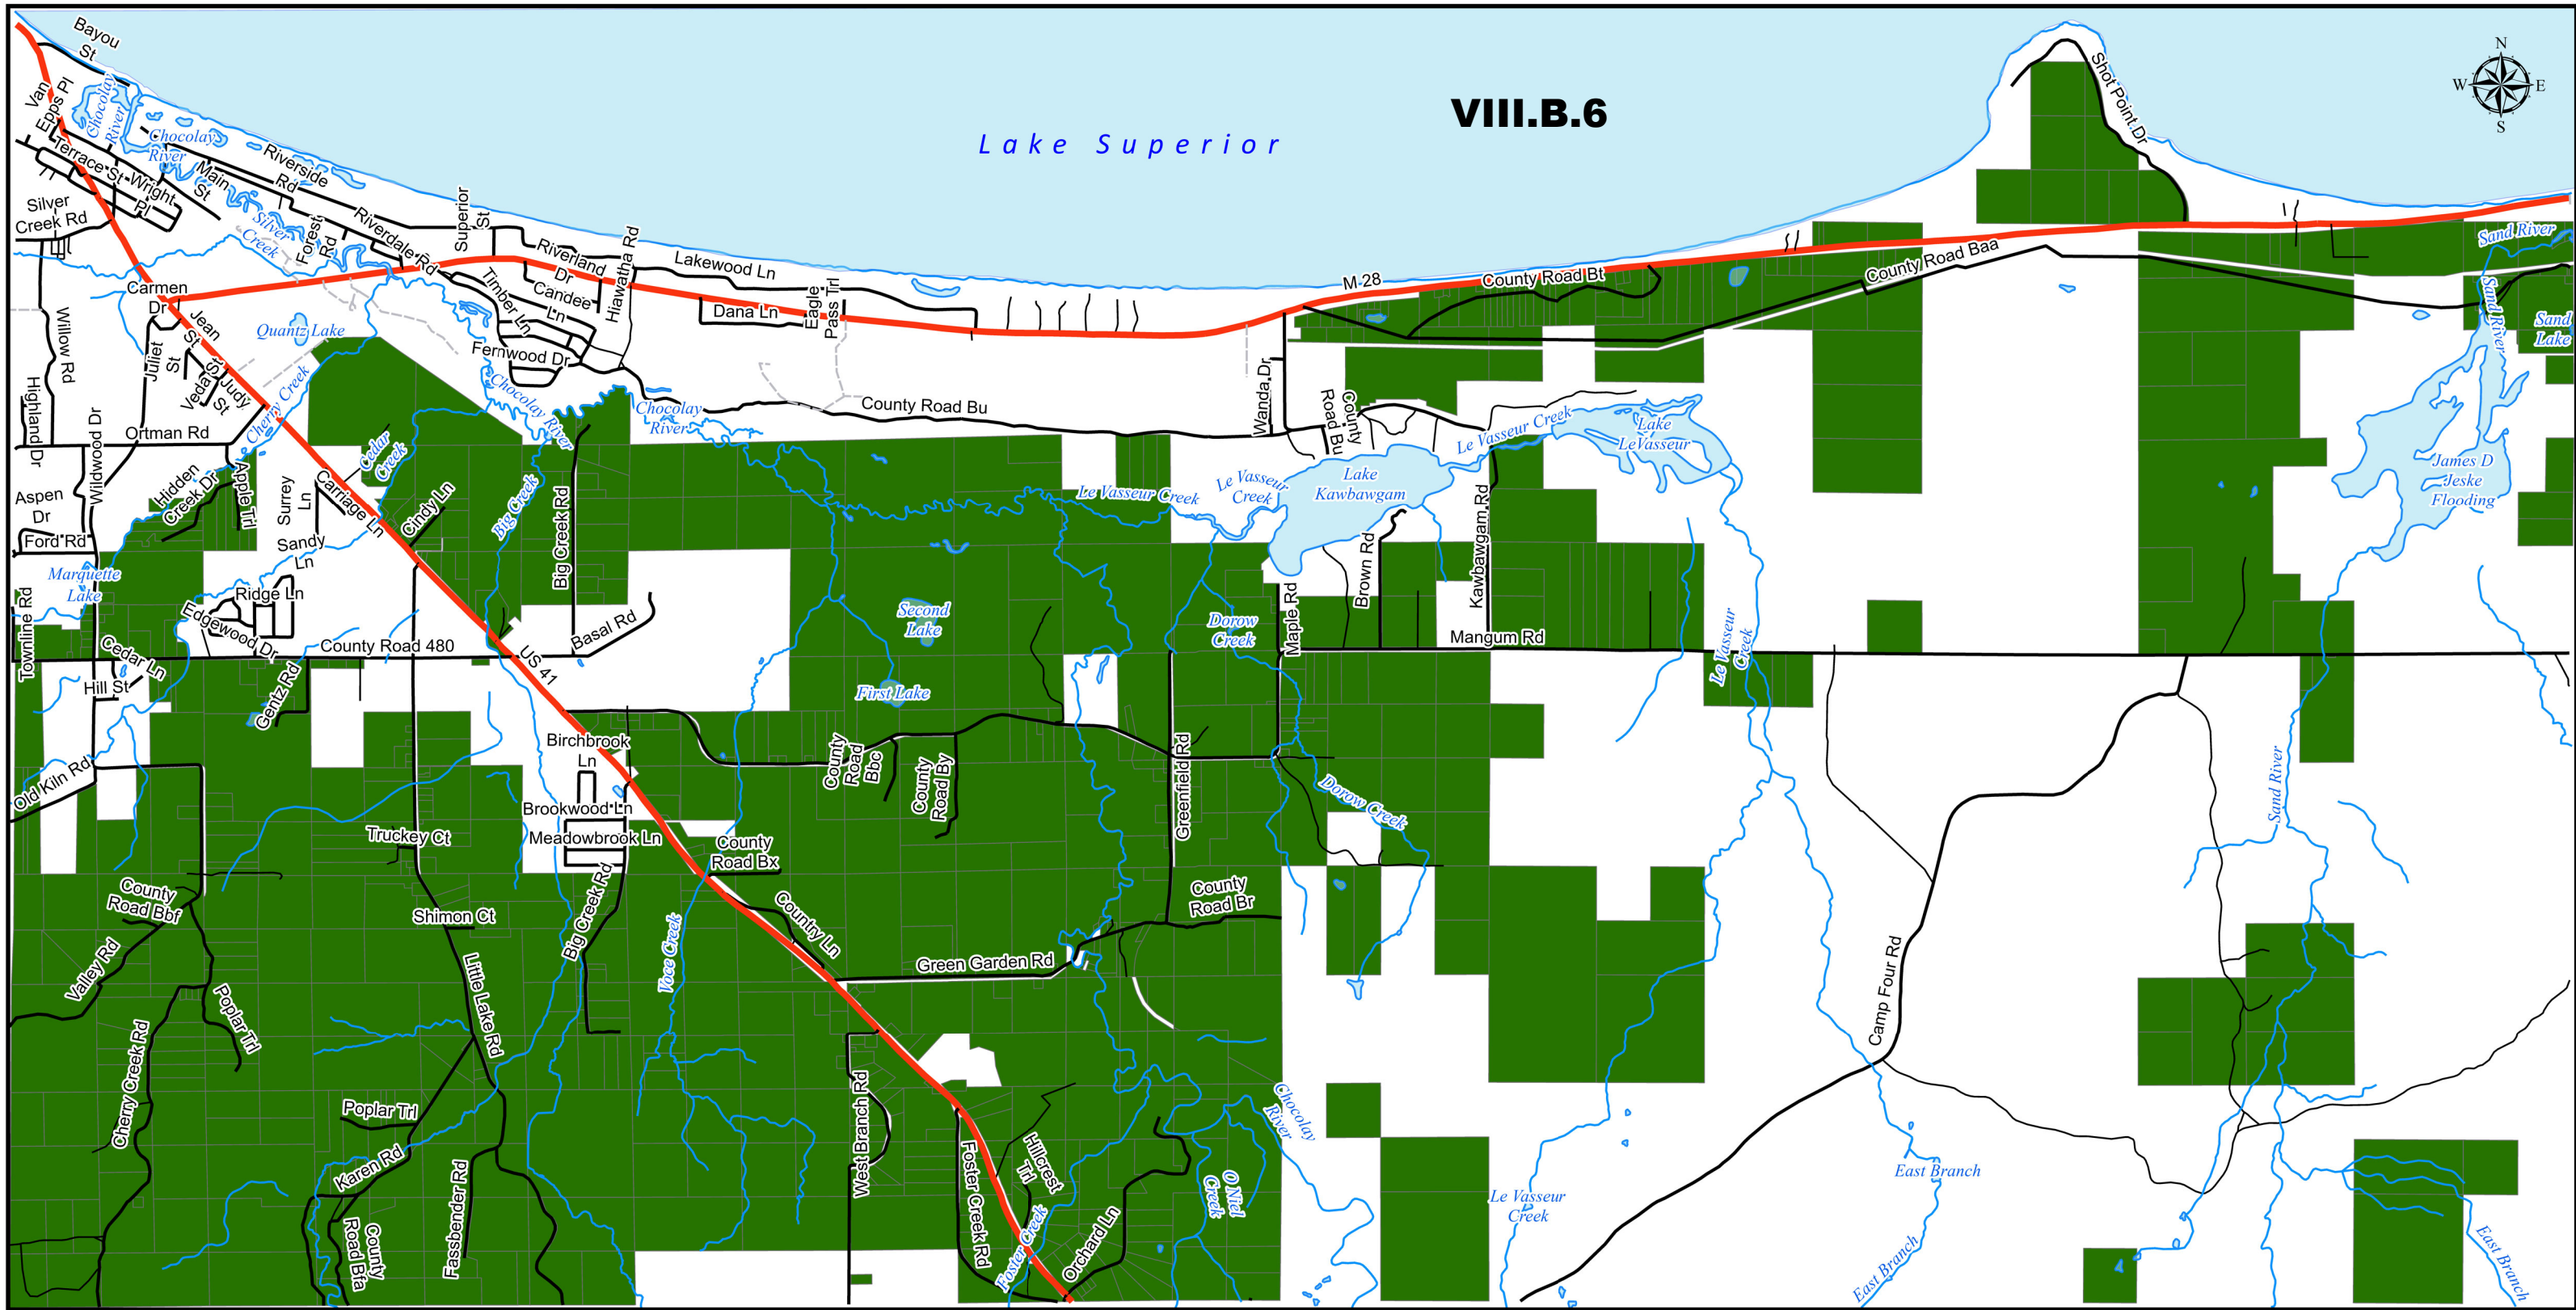 Bayou
St
Van
Epps Pl
Chocolay
River
Chocolay
River
Terrace St
Wright
Pl
Main
St
Riverside
Rd
Silver
Creek Rd
Silver
Creek
Forest
Rd
Riverdale Rd
Superior
St
Riverland
Dr
Hiawatha Rd
Lakewood Ln
Candee
Ln
Timber Ln
Dana Ln
Eagle
Pass Trl
Carmen
Dr
Jean
St
Quantz Lake
Fernwood Dr
Willow Rd
Juliet
St
Veda St
Judy
St
Highland Dr
Cherry Creek
Chocolay
River
Chocolay
River
County Road Bu
Ortman Rd
Wildwood Dr
Cedar
Creek
Hidden
Creek Dr
Apple Trl
Surrey
Ln
Carriage Ln
Cindy Ln
Big Creek
Big Creek Rd
Aspen
Dr
Ford Rd
Sandy
Ln
Marquette
Lake
Ridge Ln
Edgewood Dr
Townline Rd
County Road 480
Basal Rd
Cedar Ln
Hill St
Gentz Rd
US 41
Lake Superior
VIII.B.6
N
W
E
S
Shot Point Dr
M 28
County Road Bt
County Road Baa
Sand River
Sand River
Sand
Lake
Wanda Dr
County
Road Bu
Le Vasseur Creek
Lake
LeVasseur
Lake
Kawbawgam
Le Vasseur
Creek
Le Vasseur Creek
James D
Jeske
Flooding
Brown Rd
Kawbawgam Rd
Maple Rd
Mangum Rd
Second
Lake
Dorow
Creek
First Lake
Le Vasseur
Creek
Old Kiln Rd
Birchbrook
Ln
Brookwood Ln
Meadowbrook Ln
County
Road
Bbc
County
Road By
Greenfield Rd
Dorow Creek
Sand River
Truckey Ct
County
Road Bx
County
Road Bbf
Shimon Ct
Big Creek Rd
Voce Creek
Country Ln
County
Road Br
Green Garden Rd
Valley Rd
Poplar Trl
Little Lake Rd
Camp Four Rd
Cherry Creek Rd
Poplar Trl
Karen Rd
Fassbender Rd
County
Road Bfa
West Branch Rd
Foster Creek Rd
Hillcrest
Trl
Foster Creek
Orchard Ln
O Niel
Creek
Chocolay
River
Le Vasseur
Creek
East Branch
East Branch
East Branch